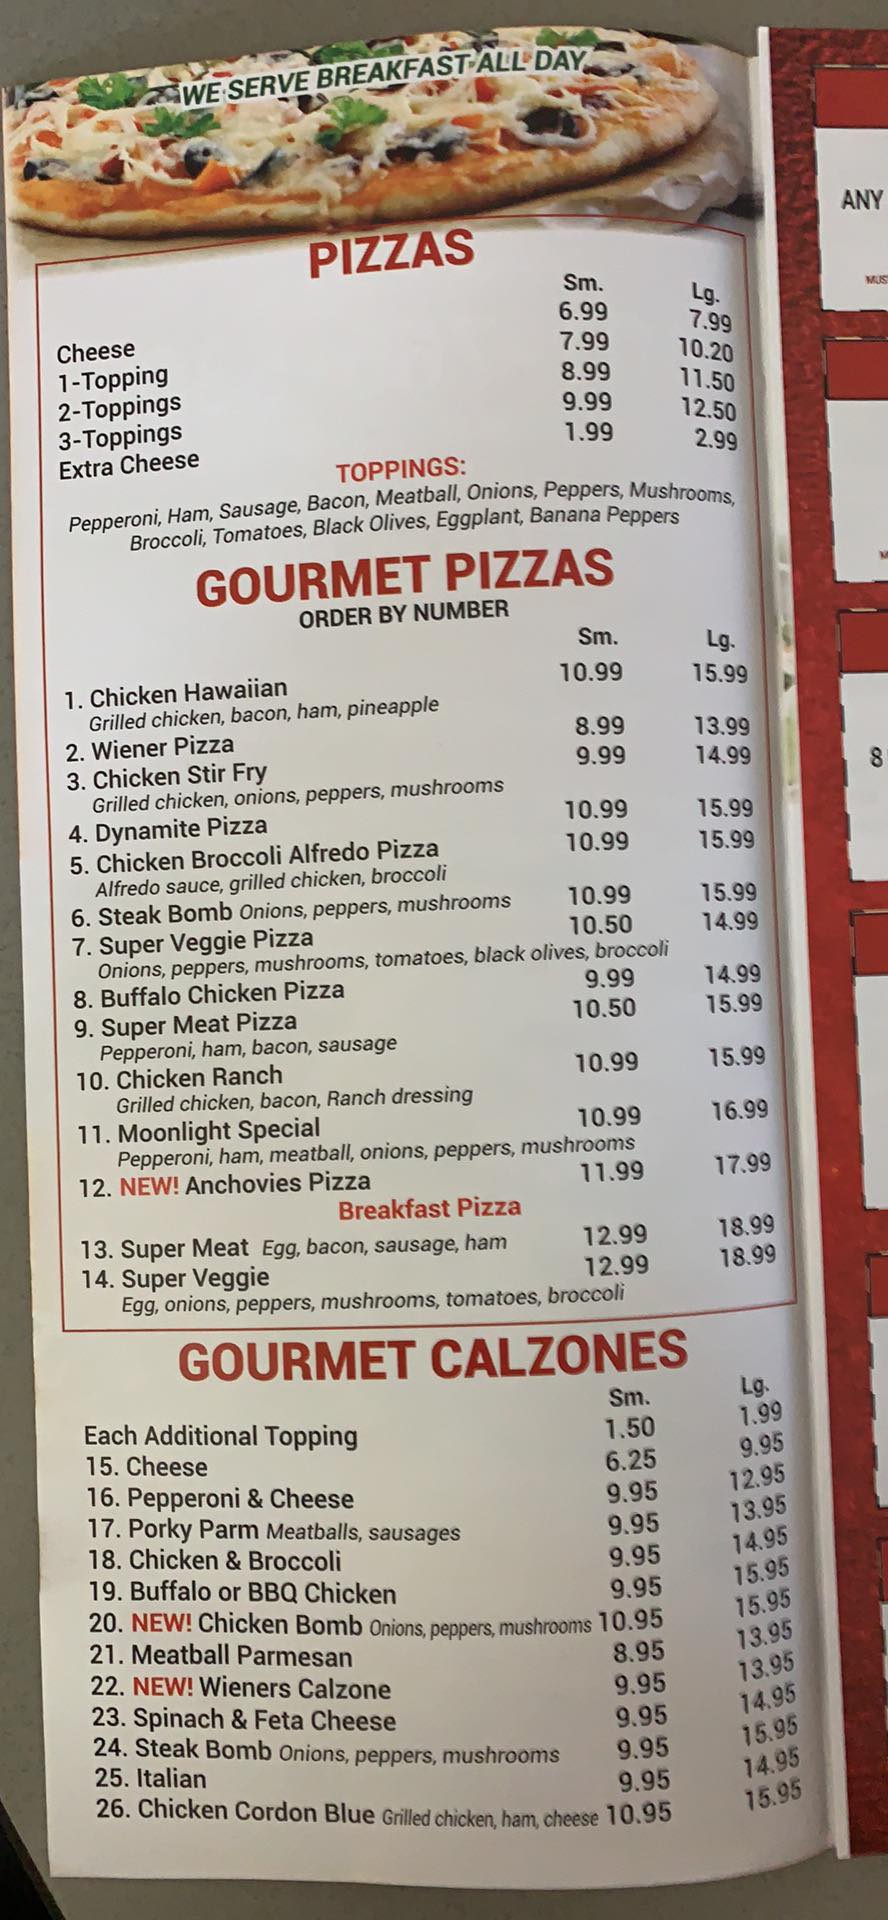 WE SERVE BREAKFAST ALL DAY
PIZZAS
Sm. Lg.
Cheese 6.99 7.99
1-Topping 7.99 10.20
2-Toppings 8.99 11.50
3-Toppings 9.99 12.50
Extra Cheese 1.99 2.99
TOPPINGS:
Pepperoni, Ham, Sausage, Bacon, Meatball, Onions, Peppers, Mushrooms,
Broccoli, Tomatoes, Black Olives, Eggplant, Banana Peppers
GOURMET PIZZAS
ORDER BY NUMBER
Sm. Lg.
1. Chicken Hawaiian 10.99 15.99
Grilled chicken, bacon, ham, pineapple
2. Wiener Pizza 8.99 13.99
3. Chicken Stir Fry 9.99 14.99
Grilled chicken, onions, peppers, mushrooms
4. Dynamite Pizza 10.99 15.99
5. Chicken Broccoli Alfredo Pizza 10.99 15.99
Alfredo sauce, grilled chicken, broccoli
6. Steak Bomb Onions, peppers, mushrooms 10.99 15.99
7. Super Veggie Pizza 10.50 14.99
Onions, peppers, mushrooms, tomatoes, black olives, broccoli
8. Buffalo Chicken Pizza 9.99 14.99
9. Super Meat Pizza 10.50 15.99
Pepperoni, ham, bacon, sausage
10. Chicken Ranch 10.99 15.99
Grilled chicken, bacon, Ranch dressing
11. Moonlight Special 10.99 16.99
Pepperoni, ham, meatball, onions, peppers, mushrooms
12. NEW! Anchovies Pizza 11.99 17.99
Breakfast Pizza
13. Super Meat Egg, bacon, sausage, ham 12.99 18.99
14. Super Veggie 12.99 18.99
Egg, onions, peppers, mushrooms, tomatoes, broccoli
GOURMET CALZONES
Sm. Lg.
Each Additional Topping 1.50 1.99
15. Cheese 6.25 9.95
16. Pepperoni & Cheese 9.95 12.95
17. Porky Parm Meatballs, sausages 9.95 13.95
18. Chicken & Broccoli 9.95 14.95
19. Buffalo or BBQ Chicken 9.95 15.95
20. NEW! Chicken Bomb Onions, peppers, mushrooms 10.95 15.95
21. Meatball Parmesan 8.95 13.95
22. NEW! Wieners Calzone 9.95 13.95
23. Spinach & Feta Cheese 9.95 14.95
24. Steak Bomb Onions, peppers, mushrooms 9.95 15.95
25. Italian 9.95 14.95
26. Chicken Cordon Blue Grilled chicken, ham, cheese 10.95 15.95
ANY
8